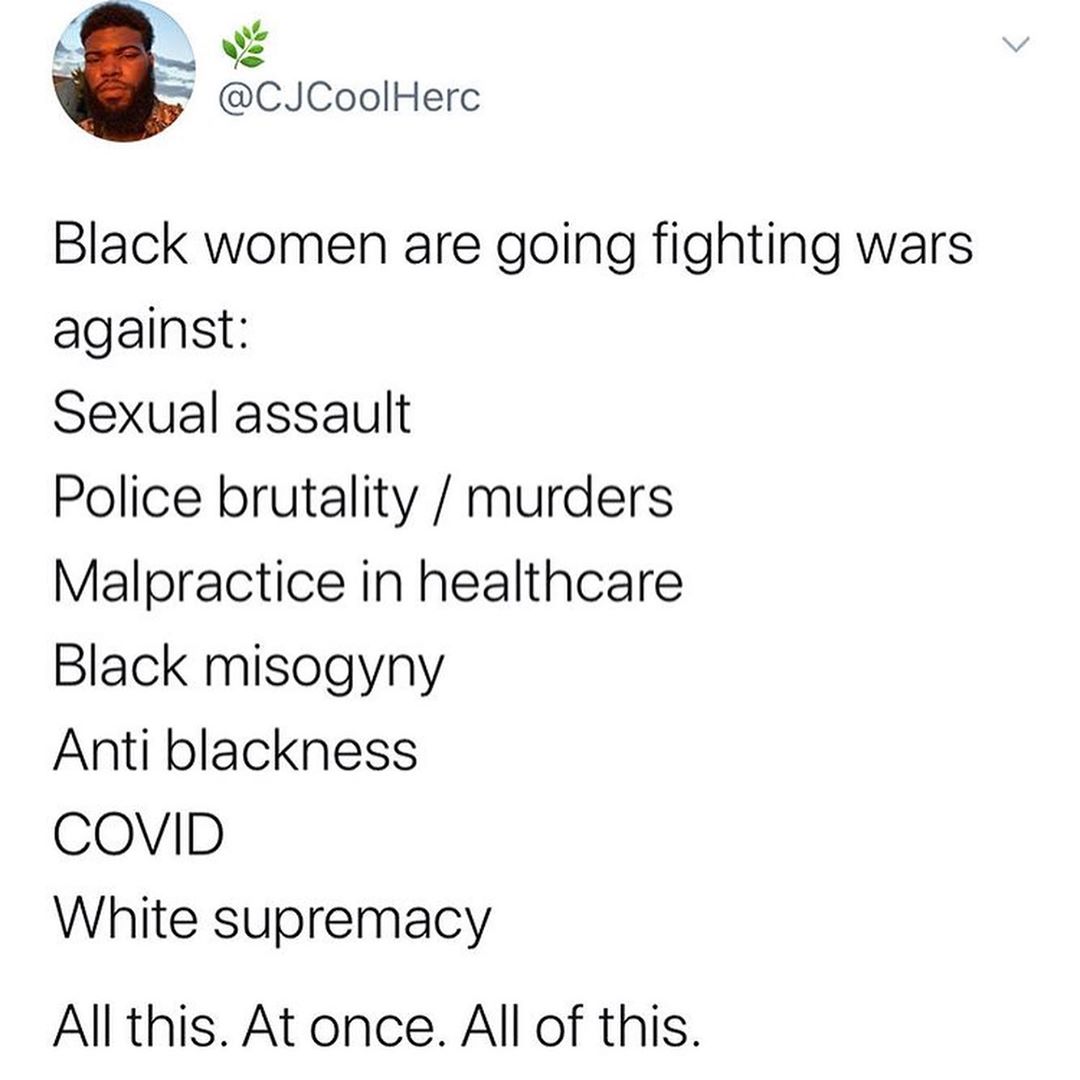 🌿
@CJCoolHerc
Black women are going fighting wars
against:
Sexual assault
Police brutality / murders
Malpractice in healthcare
Black misogyny
Anti blackness
COVID
White supremacy
All this. At once. All of this.